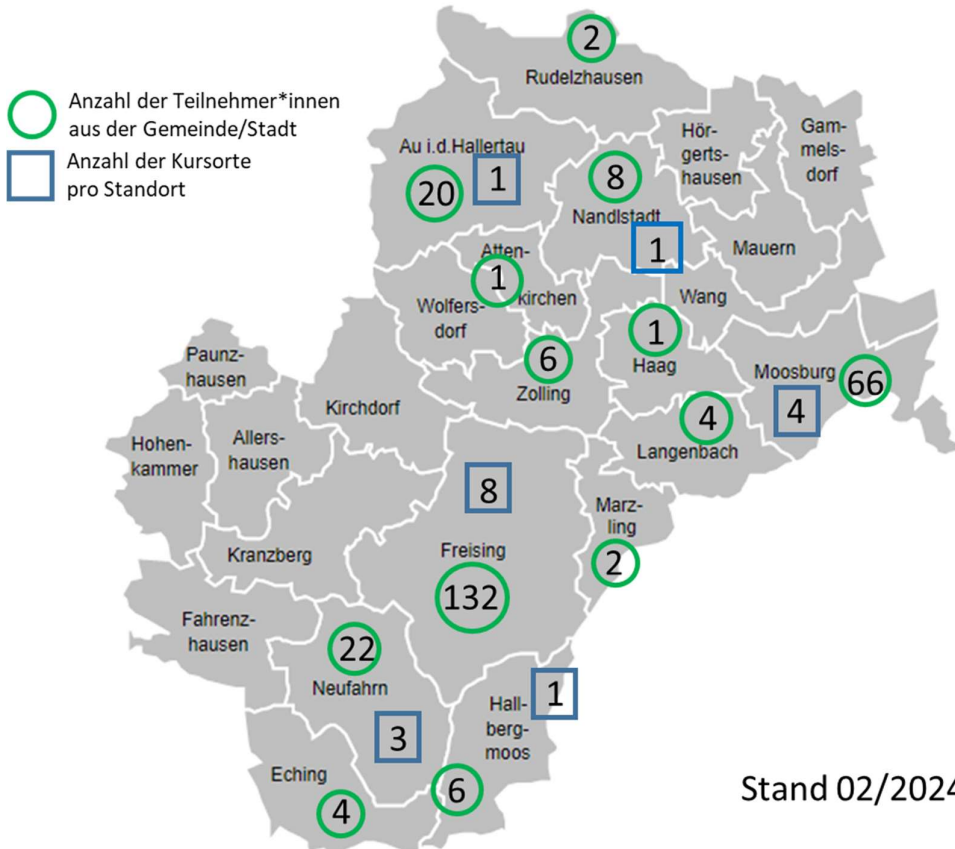 2
Rudelzhausen
Anzahl der Teilnehmer*innen
aus der Gemeinde/Stadt
Anzahl der Kursorte
pro Standort
Au i.d.Hallertau
20
1
8
Nandlstadt
1
Hör-
gerts-
hausen
Gam-
mels-
dorf
Mauern
Atten-
1
kirchen
Wolfers-
dorf
Wang
1
Haag
6
Zolling
Moosburg
66
4
4
Langenbach
Paunz-
hausen
Kirchdorf
Hohen-
kammer
Allers-
hausen
8
Marz-
ling
2
Kranzberg
Freising
132
Fahrenz-
hausen
22
Neufahrn
3
1
Hall-
berg-
moos
6
Eching
4
Stand 02/2024